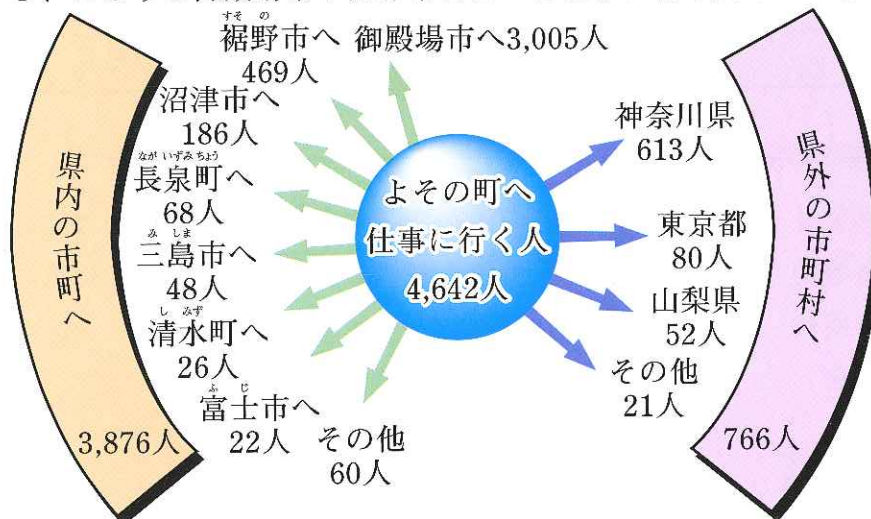 すその
裾野市へ
469人
御殿場市へ3,005人
沼津市へ
186人
ながいずみちょう
長泉町へ
68人
みしま
三島市へ
48人
しみず
清水町へ
26人
ふじ
富士市へ
22人
その他
60人
県内の市町へ
3,876人
よその町へ
仕事に行く人
4,642人
神奈川県
613人
東京都
80人
山梨県
52人
その他
21人
県外の市町村へ
766人